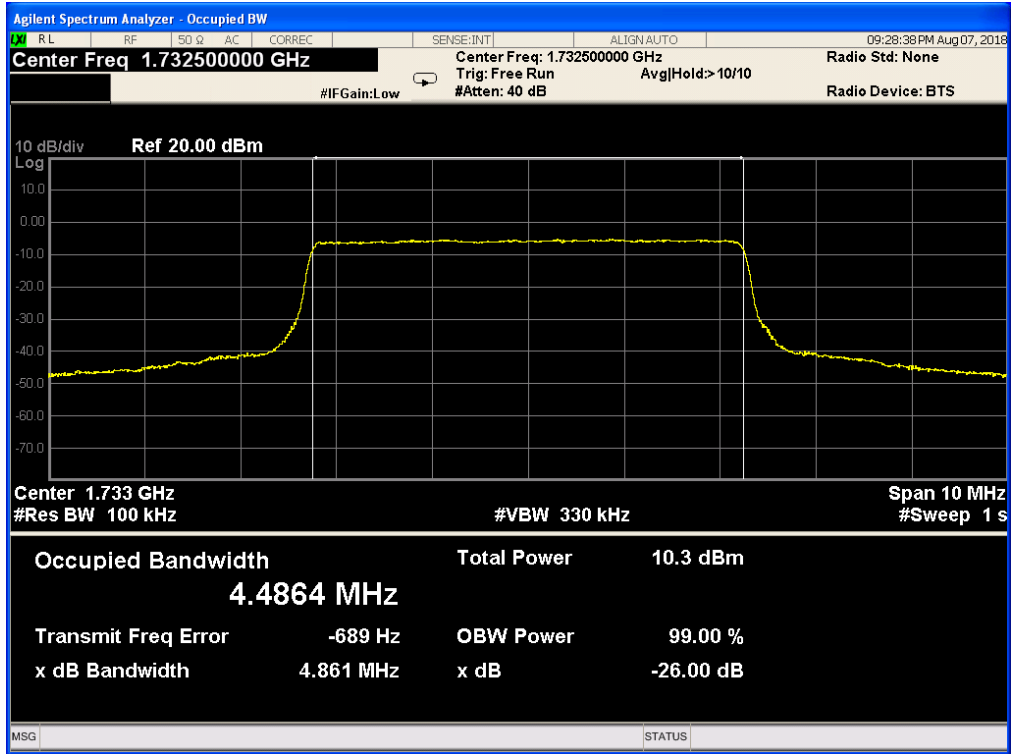 Agilent Spectrum Analyzer - Occupied BW
LXI RL RF 50 Ω AC CORREC SENSE:INT ALIGN AUTO 09:28:38 PM Aug 07, 2018
Center Freq 1.732500000 GHz
Center Freq: 1.732500000 GHz
Radio Std: None
Trig: Free Run Avg|Hold:>10/10
#IFGain:Low
#Atten: 40 dB
Radio Device: BTS
10 dB/div Ref 20.00 dBm
Log
10.0
0.00
-10.0
-20.0
-30.0
-40.0
-50.0
-60.0
-70.0
Center 1.733 GHz Span 10 MHz
#Res BW 100 kHz #VBW 330 kHz #Sweep 1 s
Occupied Bandwidth Total Power 10.3 dBm
4.4864 MHz
Transmit Freq Error -689 Hz OBW Power 99.00 %
x dB Bandwidth 4.861 MHz x dB -26.00 dB
MSG STATUS